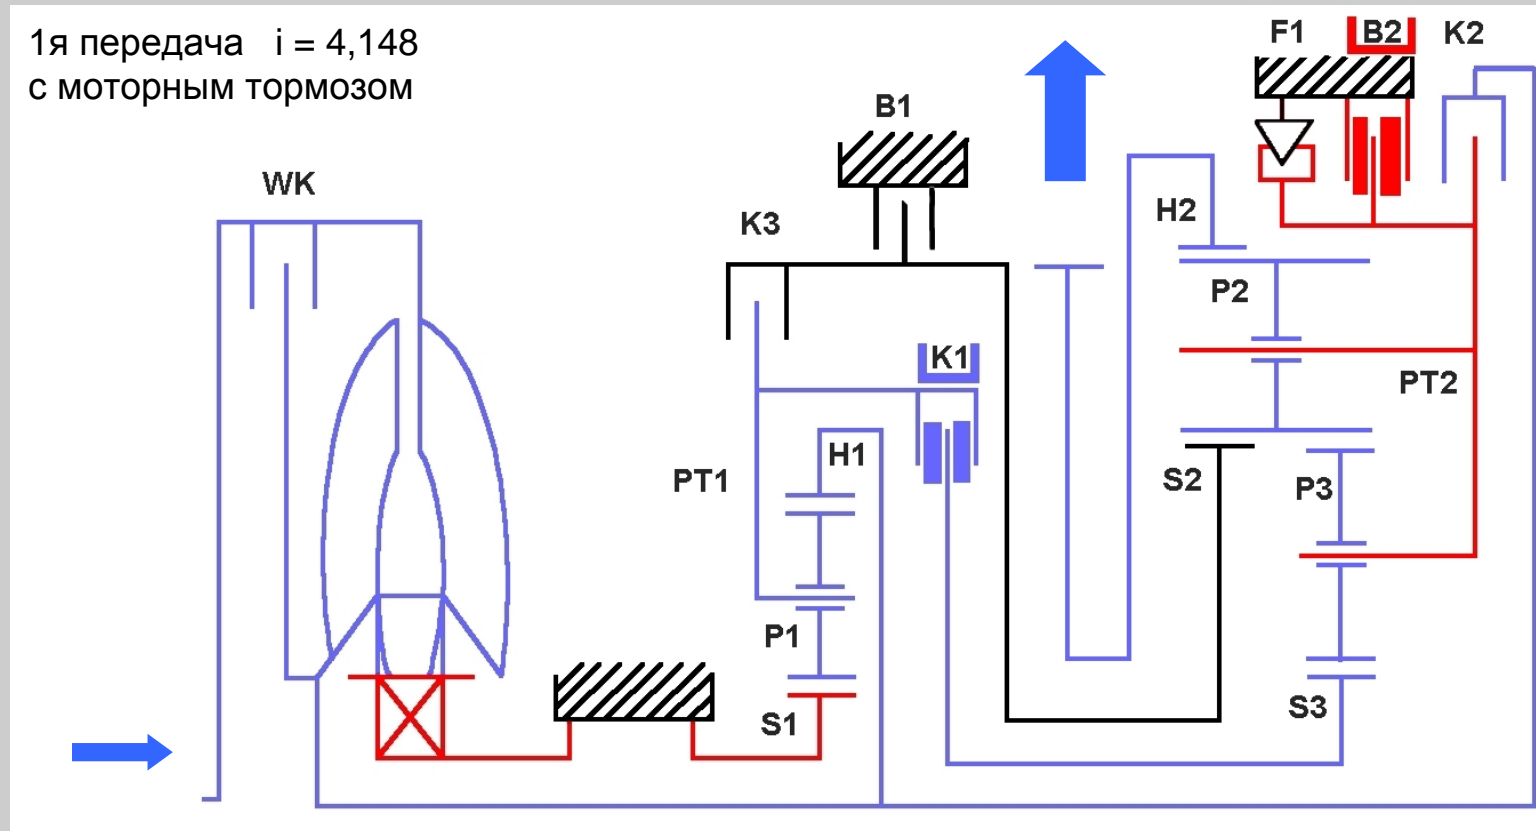 1я передача i = 4,148
с моторным тормозом
F1
B2
K2
B1
WK
K3
H2
P2
K1
PT2
H1
PT1
S2
P3
P1
S3
S1